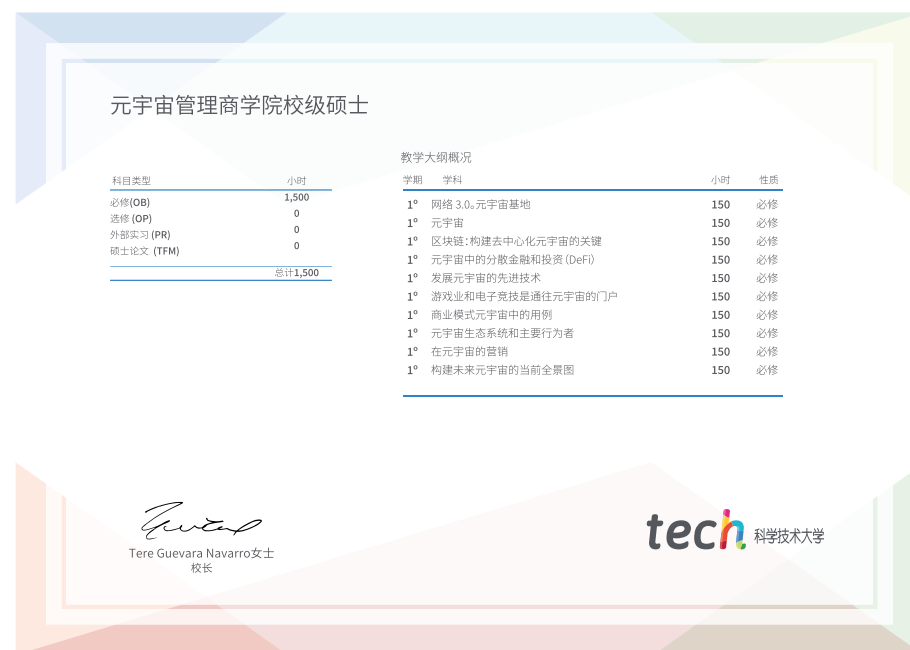 元宇宙管理商学院校级硕士
科目类型 小时
必修(OB) 1,500
选修 (OP) 0
外部实习 (PR) 0
硕士论文 (TFM) 0
总计1,500
教学大纲概况
学期 学科 小时 性质
1º 网络 3.0。元宇宙基地 150 必修
1º 元宇宙 150 必修
1º 区块链：构建去中心化元宇宙的关键 150 必修
1º 元宇宙中的分散金融和投资（DeFi） 150 必修
1º 发展元宇宙的先进技术 150 必修
1º 游戏业和电子竞技是通往元宇宙的门户 150 必修
1º 商业模式元宇宙中的用例 150 必修
1º 元宇宙生态系统和主要行为者 150 必修
1º 在元宇宙的营销 150 必修
1º 构建未来元宇宙的当前全景图 150 必修
Tere Guevara Navarro女士
校长
tech 科学技术大学